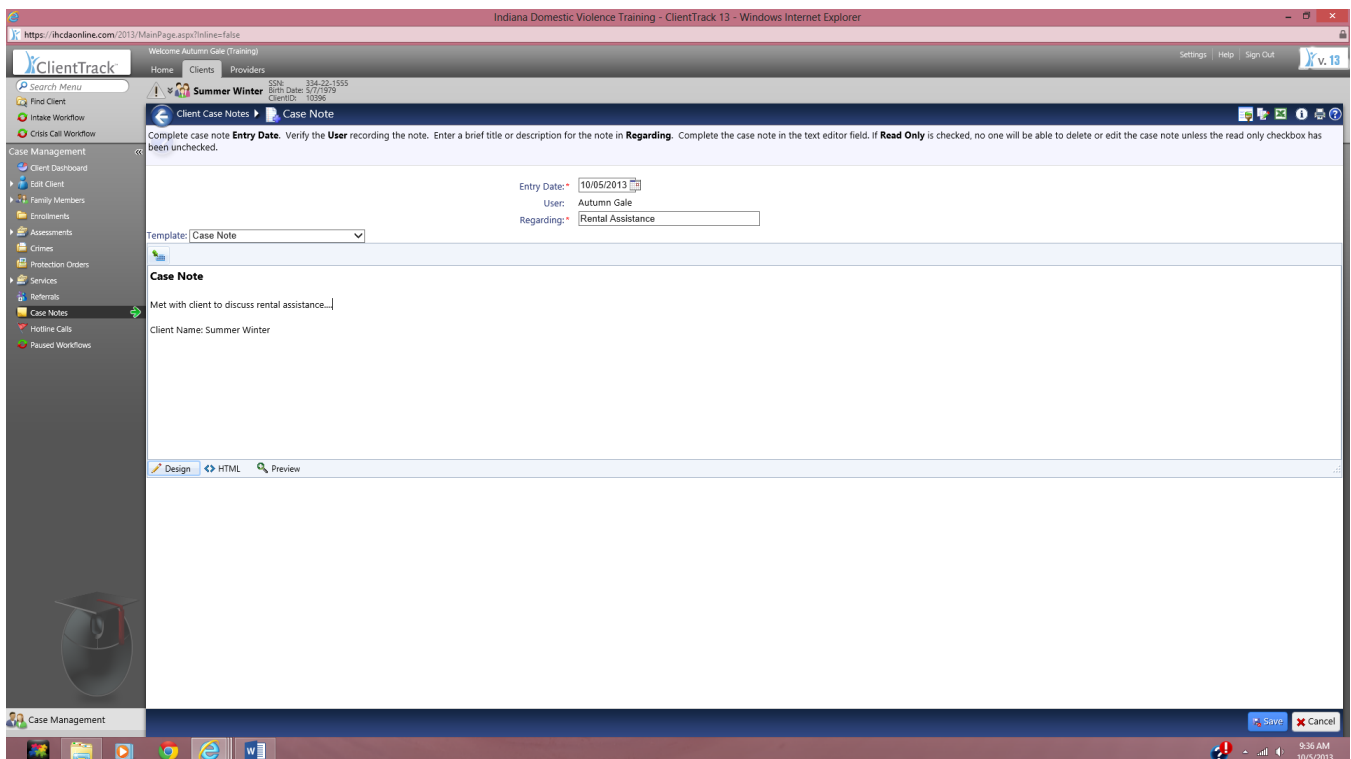 Indiana Domestic Violence Training - ClientTrack 13 - Windows Internet Explorer
https://ihcdaonline.com/2013/MainPage.aspx?Inline=false
ClientTrack
Welcome Autumn Gale (Training)
Settings | Help | Sign Out
v. 13
Home Clients Providers
Search Menu
Find Client
Intake Workflow
Crisis Call Workflow
Case Management
Client Dashboard
Edit Client
Family Members
Enrollments
Assessments
Crimes
Protection Orders
Services
Referrals
Case Notes
Hotline Calls
Paused Workflows
Case Management
Summer Winter
SSN: 334-22-1555
Birth Date: 5/7/1979
ClientID: 10396
Client Case Notes Case Note
Complete case note Entry Date. Verify the User recording the note. Enter a brief title or description for the note in Regarding. Complete the case note in the text editor field. If Read Only is checked, no one will be able to delete or edit the case note unless the read only checkbox has
been unchecked.
Entry Date:* 10/05/2013
User: Autumn Gale
Regarding:* Rental Assistance
Template: Case Note
Case Note
Met with client to discuss rental assistance....
Client Name: Summer Winter
Design HTML Preview
Save Cancel
9:36 AM
10/5/2013